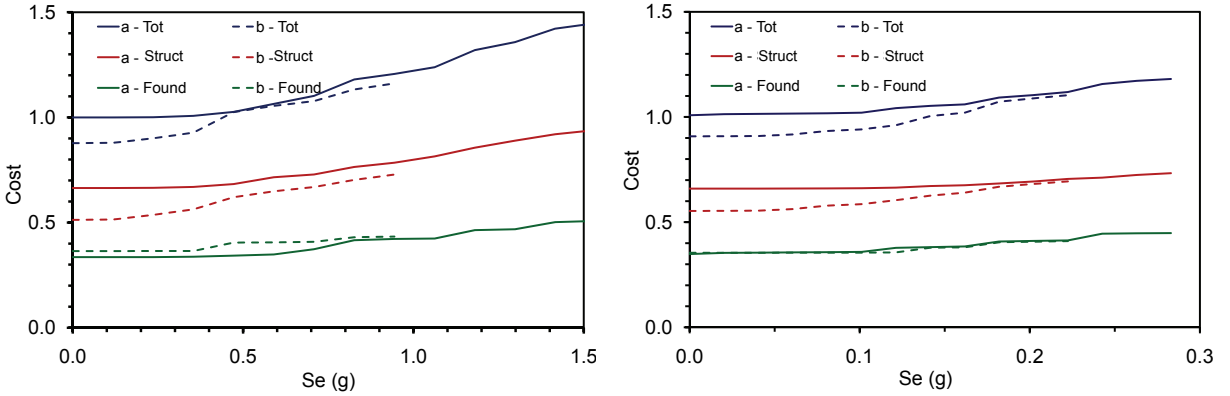 1.5
a - Tot
b - Tot
a - Struct
b -Struct
a - Found
b - Found
1.0
Cost
0.5
0.0
0.0
0.5
1.0
1.5
Se (g)
1.5
a - Tot
b - Tot
a - Struct
b - Struct
a - Found
b - Found
1.0
Cost
0.5
0.0
0.0
0.1
0.2
0.3
Se (g)